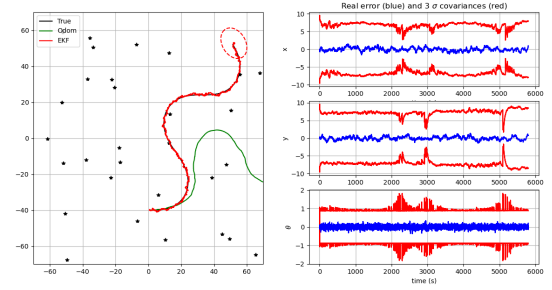 True
Odom
EKF
60
40
20
0
−20
−40
−60
−60 −40 −20 0 20 40 60
Real error (blue) and 3 σ covariances (red)
10
5
0
−5
−10
x
0 1000 2000 3000 4000 5000 6000
10
5
0
−5
−10
y
0 1000 2000 3000 4000 5000 6000
2
1
0
−1
−2
θ
0 1000 2000 3000 4000 5000 6000
time (s)